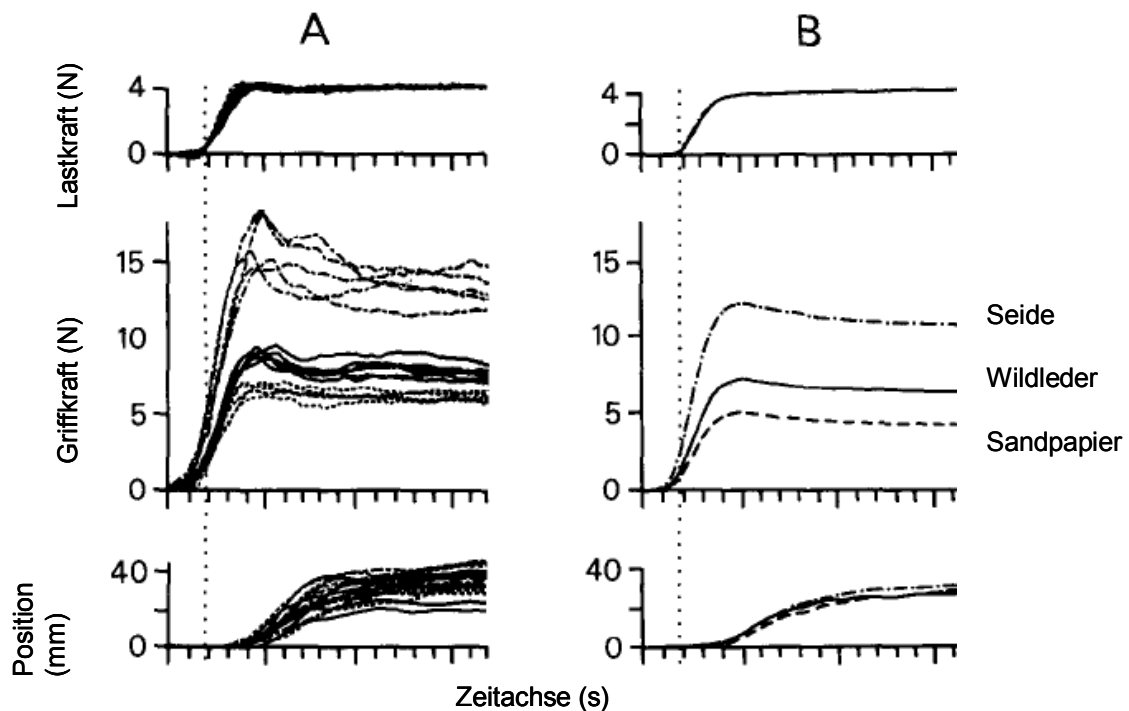 A
B
Lastkraft (N)
4
0
4
0
Griffkraft (N)
15
10
5
0
15
10
5
0
Seide
Wildleder
Sandpapier
Position
(mm)
40
0
40
0
Zeitachse (s)